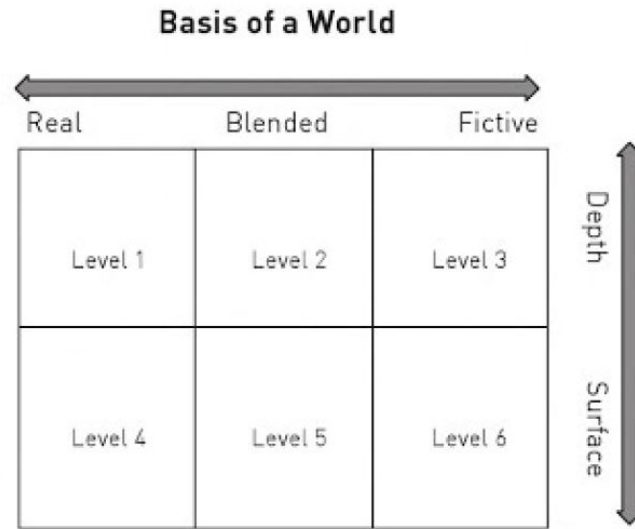 Basis of a World
Real Blended Fictive
Depth
Level 1 Level 2 Level 3
Surface
Level 4 Level 5 Level 6